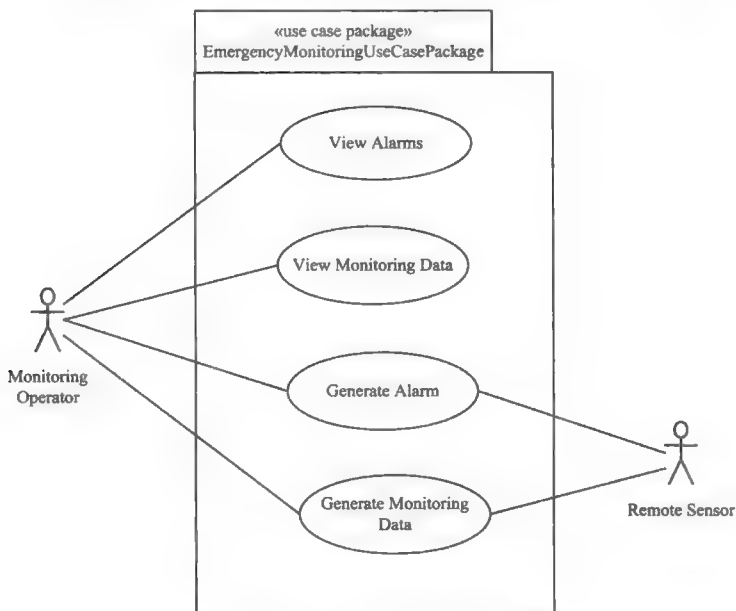 «use case package»
EmergencyMonitoringUseCasePackage
View Alarms
View Monitoring Data
Monitoring
Operator
Generate Alarm
Generate Monitoring
Data
Remote Sensor